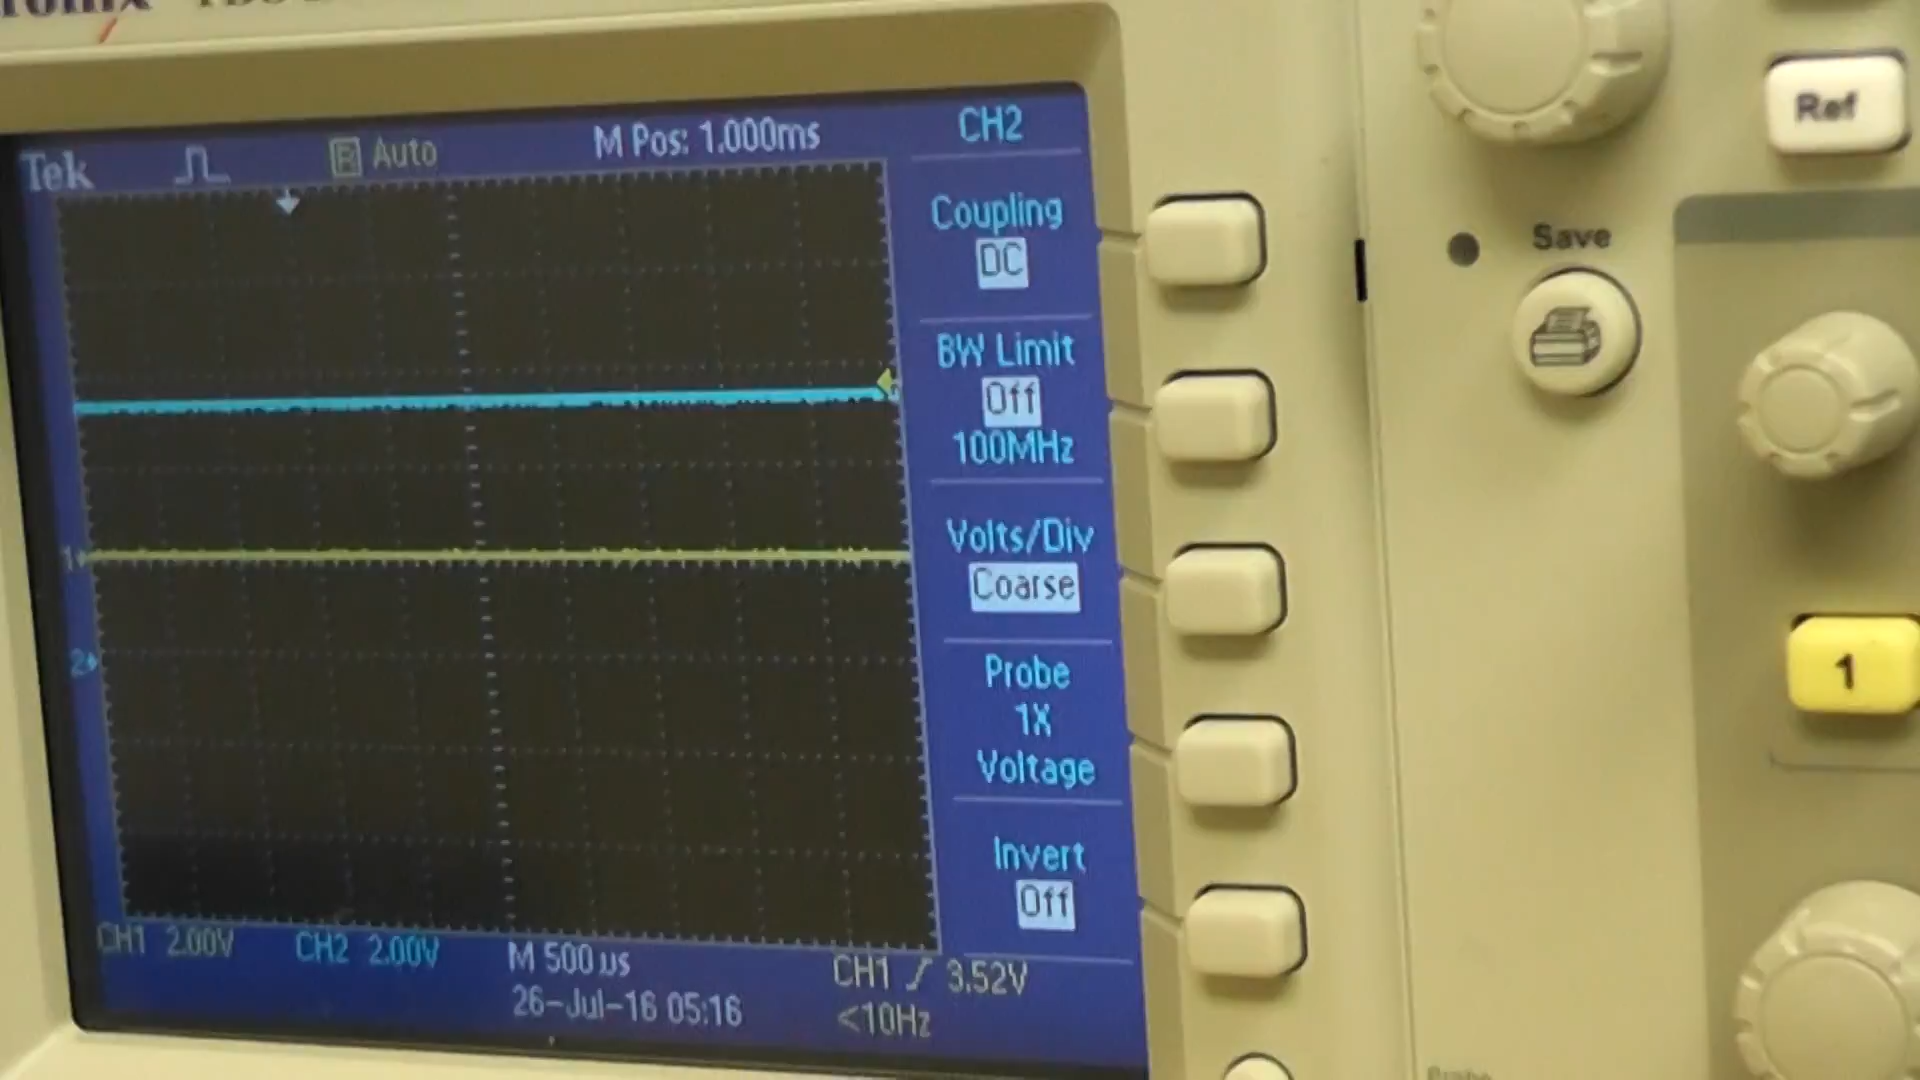 Tek
R Auto
M Pos: 1.000ms
CH2
Coupling
DC
BW Limit
Off
100MHz
Volts/Div
Coarse
Probe
1X
Voltage
Invert
Off
1
2
CH1 2.00V
CH2 2.00V
M 500µs
CH1 3.52V
26-Jul-16 05:16
<10Hz
Ref
Save
1